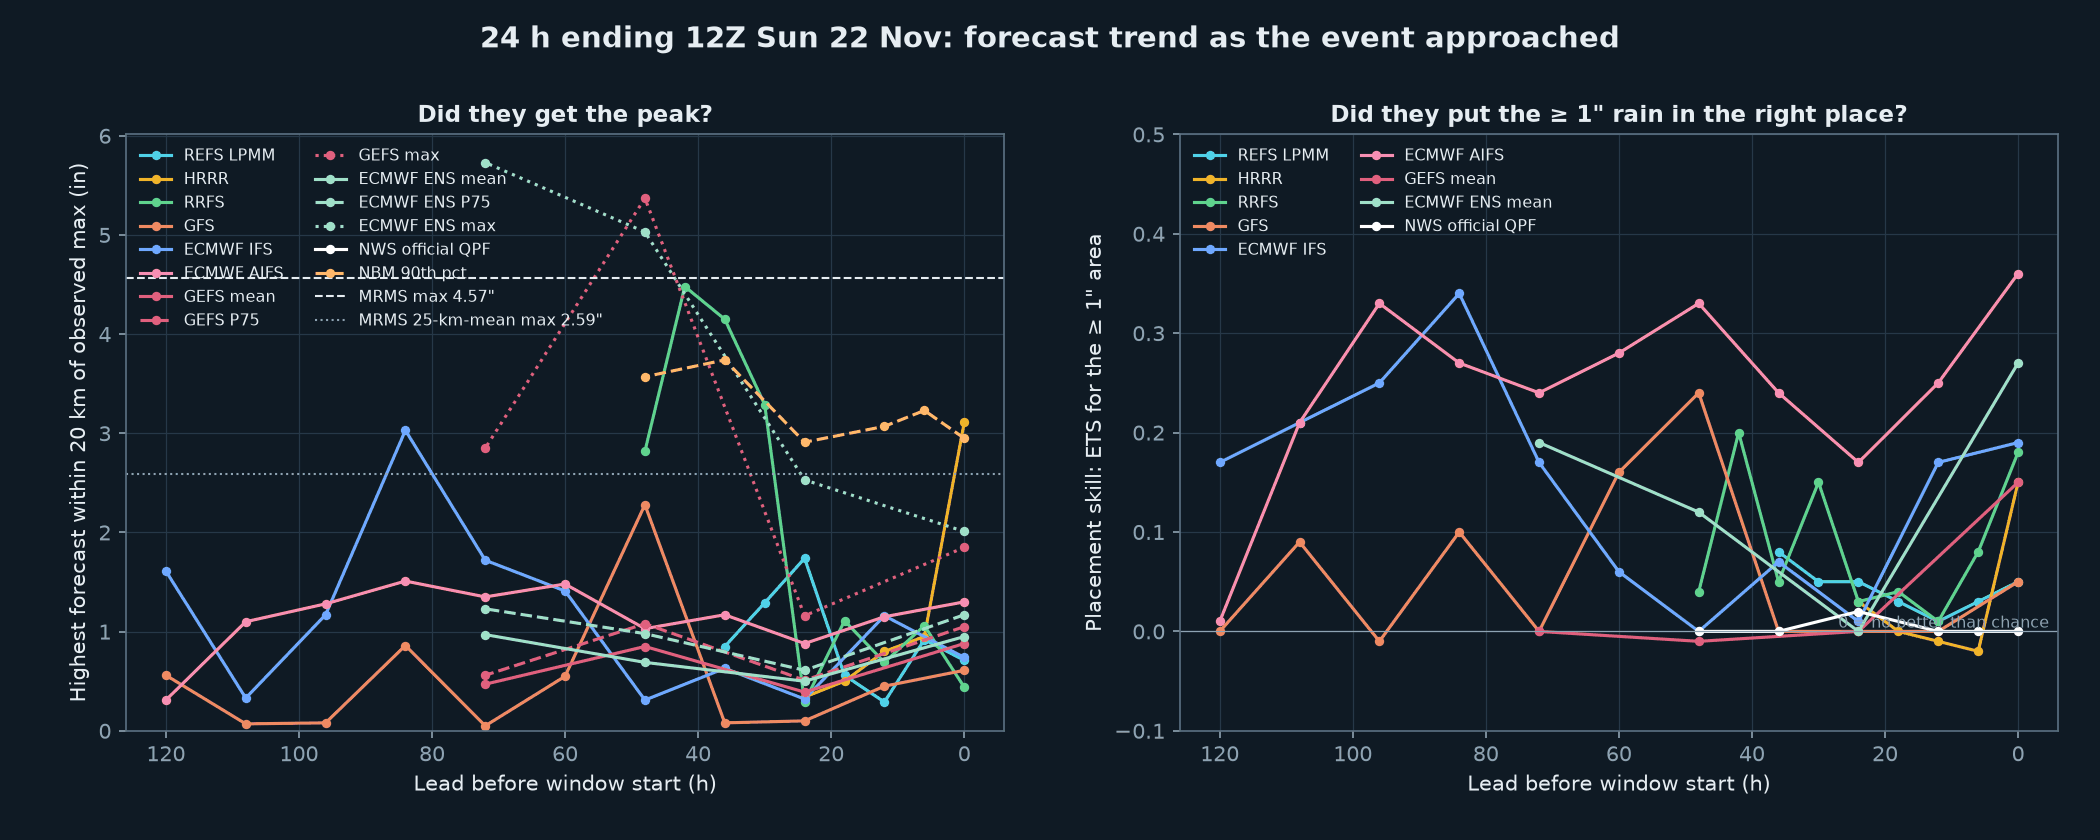 24 h ending 12Z Sun 22 Nov: forecast trend as the event approached
Did they get the peak?
Highest forecast within 20 km of observed max (in)
6
5
4
3
2
1
0
REFS LPMM
HRRR
RRFS
GFS
ECMWF IFS
ECMWF AIFS
GEFS mean
GEFS P75
GEFS max
ECMWF ENS mean
ECMWF ENS P75
ECMWF ENS max
NWS official QPF
NBM 90th pct
MRMS max 4.57"
MRMS 25-km-mean max 2.59"
120 100 80 60 40 20 0
Lead before window start (h)
Did they put the ≥ 1" rain in the right place?
Placement skill: ETS for the ≥ 1" area
0.5
0.4
0.3
0.2
0.1
0.0
−0.1
REFS LPMM
HRRR
RRFS
GFS
ECMWF IFS
ECMWF AIFS
GEFS mean
ECMWF ENS mean
NWS official QPF
no better than chance
120 100 80 60 40 20 0
Lead before window start (h)